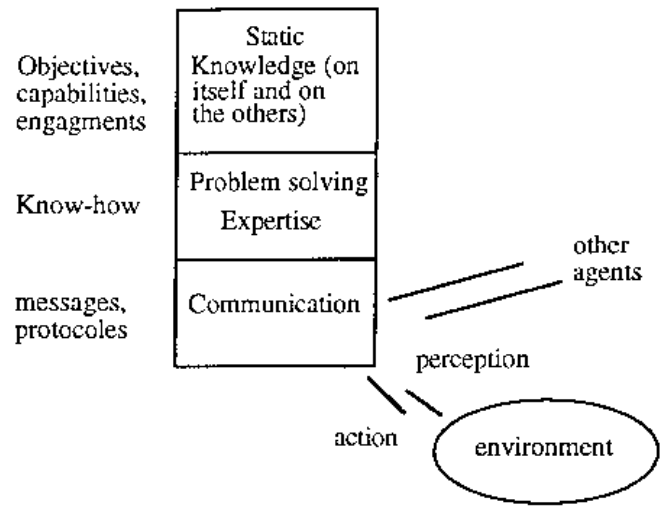 Static
Objectives,
Knowledge (on
capabilities,
itself and on
engagments
the others)
Problem solving
Know-how
Expertise
other
agents
messages,
Communication
protocoles
perception
action
environment